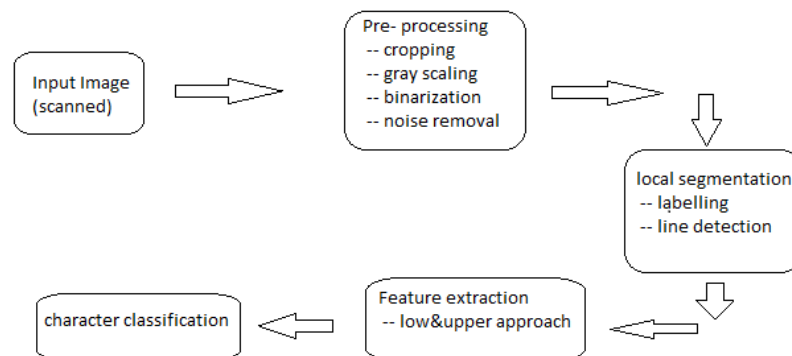 Input Image
(scanned)
Pre- processing
-- cropping
-- gray scaling
-- binarization
-- noise removal
local segmentation
-- labelling
-- line detection
Feature extraction
-- low&upper approach
character classification